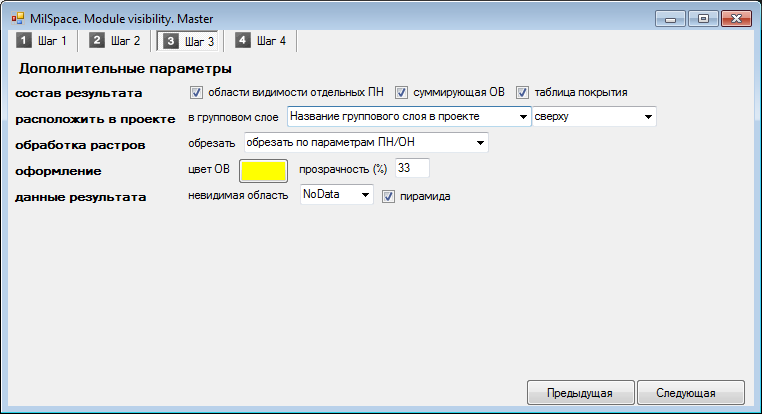 MilSpace. Module visibility. Master
1 Шаг 1 2 Шаг 2 3 Шаг 3 4 Шаг 4
Дополнительные параметры
состав результата области видимости отдельных ПН суммирующая ОВ таблица покрытия
расположить в проекте в групповом слое Название группового слоя в проекте сверху
обработка растров обрезать обрезать по параметрам ПН/ОН
оформление цвет ОВ прозрачность (%) 33
данные результата невидимая область NoData пирамида
Предыдущая Следующая